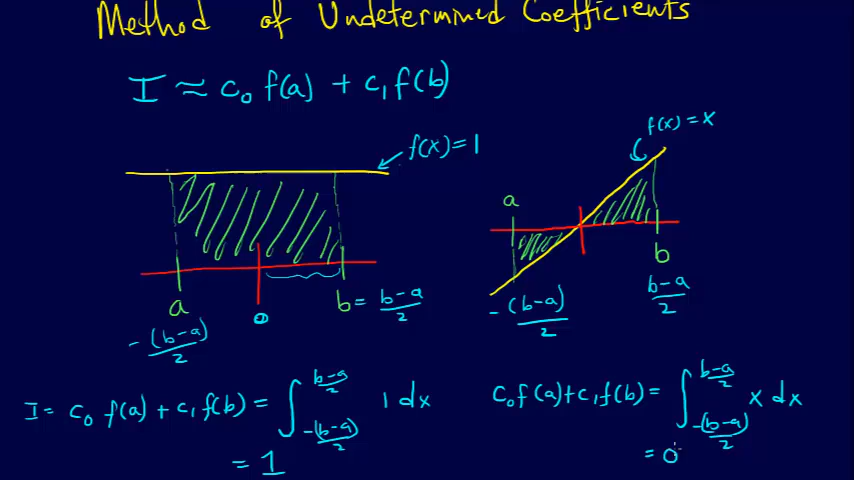 Method of Undetermined Coefficients
I ≈ c₀ f(a) + c₁ f(b)
f(x) = 1
a
-(b-a)/2
0
b = (b-a)/2
f(x) = x
a
-(b-a)/2
b
(b-a)/2
I = c₀ f(a) + c₁ f(b) = ∫_{-(b-a)/2}^{(b-a)/2} 1 dx
= 1
c₀ f(a) + c₁ f(b) = ∫_{-(b-a)/2}^{(b-a)/2} x dx
= 0